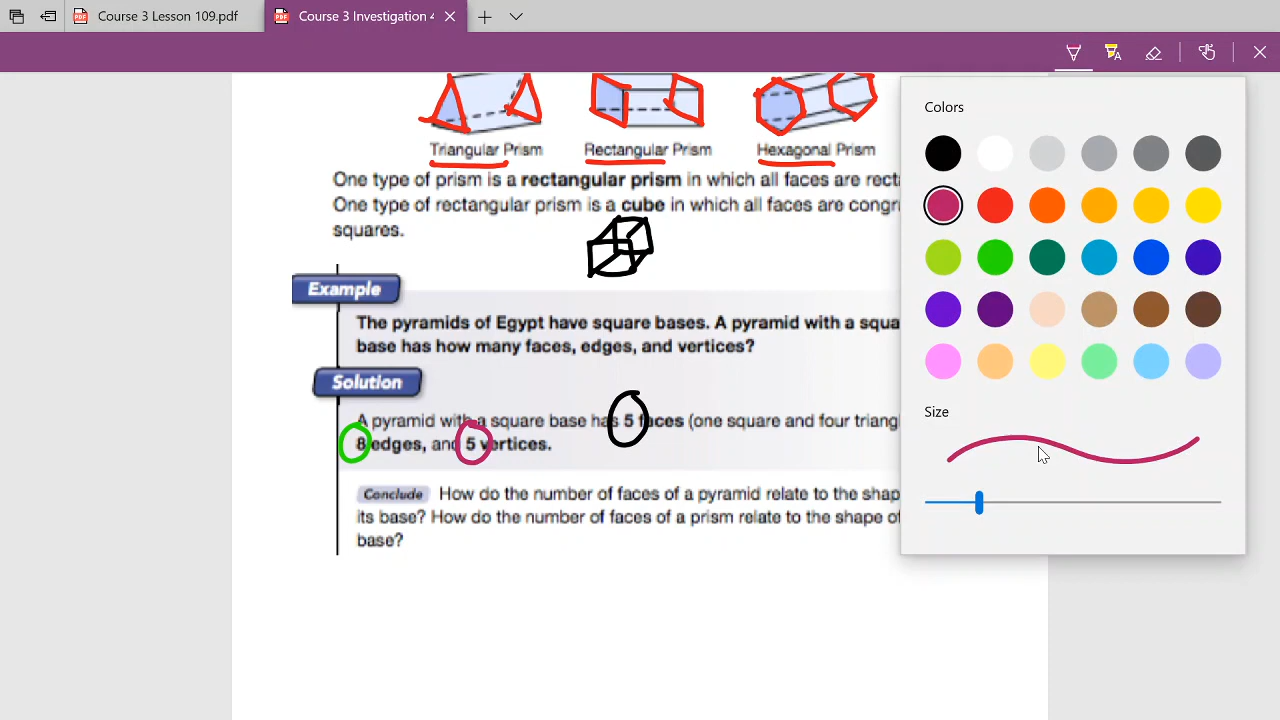 Course 3 Lesson 109.pdf
Course 3 Investigation 4
Colors
Triangular Prism
Rectangular Prism
Hexagonal Prism
One type of prism is a rectangular prism in which all faces are rect
One type of rectangular prism is a cube in which all faces are congr
squares.
Example
The pyramids of Egypt have square bases. A pyramid with a squa
base has how many faces, edges, and vertices?
Solution
A pyramid with a square base has 5 faces (one square and four triang
8 edges, and 5 vertices.
Conclude How do the number of faces of a pyramid relate to the shap
its base? How do the number of faces of a prism relate to the shape of
base?
Size